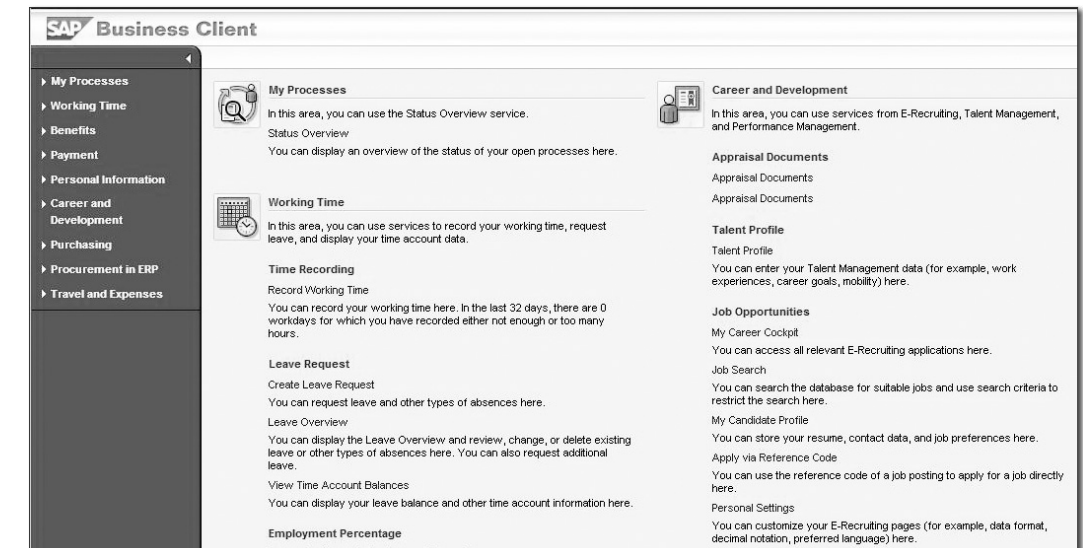 SAP Business Client
My Processes
Working Time
Benefits
Payment
Personal Information
Career and
Development
Purchasing
Procurement in ERP
Travel and Expenses
My Processes
In this area, you can use the Status Overview service.
Status Overview
You can display an overview of the status of your open processes here.
Working Time
In this area, you can use services to record your working time, request
leave, and display your time account data.
Time Recording
Record Working Time
You can record your working time here. In the last 32 days, there are 0
workdays for which you have recorded either not enough or too many
hours.
Leave Request
Create Leave Request
You can request leave and other types of absences here.
Leave Overview
You can display the Leave Overview and review, change, or delete existing
leave or other types of absences here. You can also request additional
leave.
View Time Account Balances
You can display your leave balance and other time account information here.
Employment Percentage
Career and Development
In this area, you can use services from E-Recruiting, Talent Management,
and Performance Management.
Appraisal Documents
Appraisal Documents
Appraisal Documents
Talent Profile
Talent Profile
You can enter your Talent Management data (for example, work
experiences, career goals, mobility) here.
Job Opportunities
My Career Cockpit
You can access all relevant E-Recruiting applications here.
Job Search
You can search the database for suitable jobs and use search criteria to
restrict the search here.
My Candidate Profile
You can store your resume, contact data, and job preferences here.
Apply via Reference Code
You can use the reference code of a job posting to apply for a job directly
here.
Personal Settings
You can customize your E-Recruiting pages (for example, data format,
decimal notation, preferred language) here.